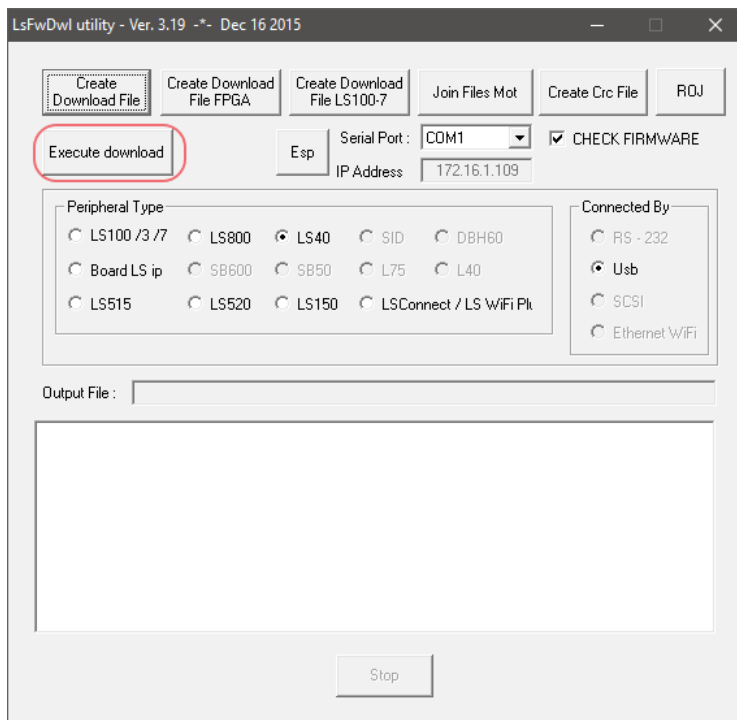 LsFwDwl utility - Ver. 3.19 -*- Dec 16 2015
Create
Download File
Create Download
File FPGA
Create Download
File LS100-7
Join Files Mot
Create Crc File
ROJ
Execute download
Esp
Serial Port :
COM1
CHECK FIRMWARE
IP Address
172.16.1.109
Peripheral Type
LS100 /3 /7
LS800
LS40
SID
DBH60
Board LS ip
SB600
SB50
L75
L40
LS515
LS520
LS150
LSConnect / LS WiFi Plu
Connected By
RS - 232
Usb
SCSI
Ethernet WiFi
Output File :
Stop